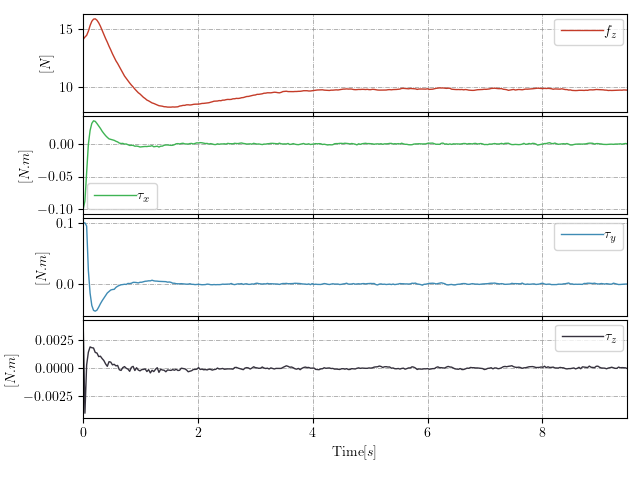 15
10
[N]
f_z
0.00
−0.05
−0.10
[N.m]
τ_x
0.1
0.0
[N.m]
τ_y
0.0025
0.0000
−0.0025
[N.m]
τ_z
0 2 4 6 8
Time[s]